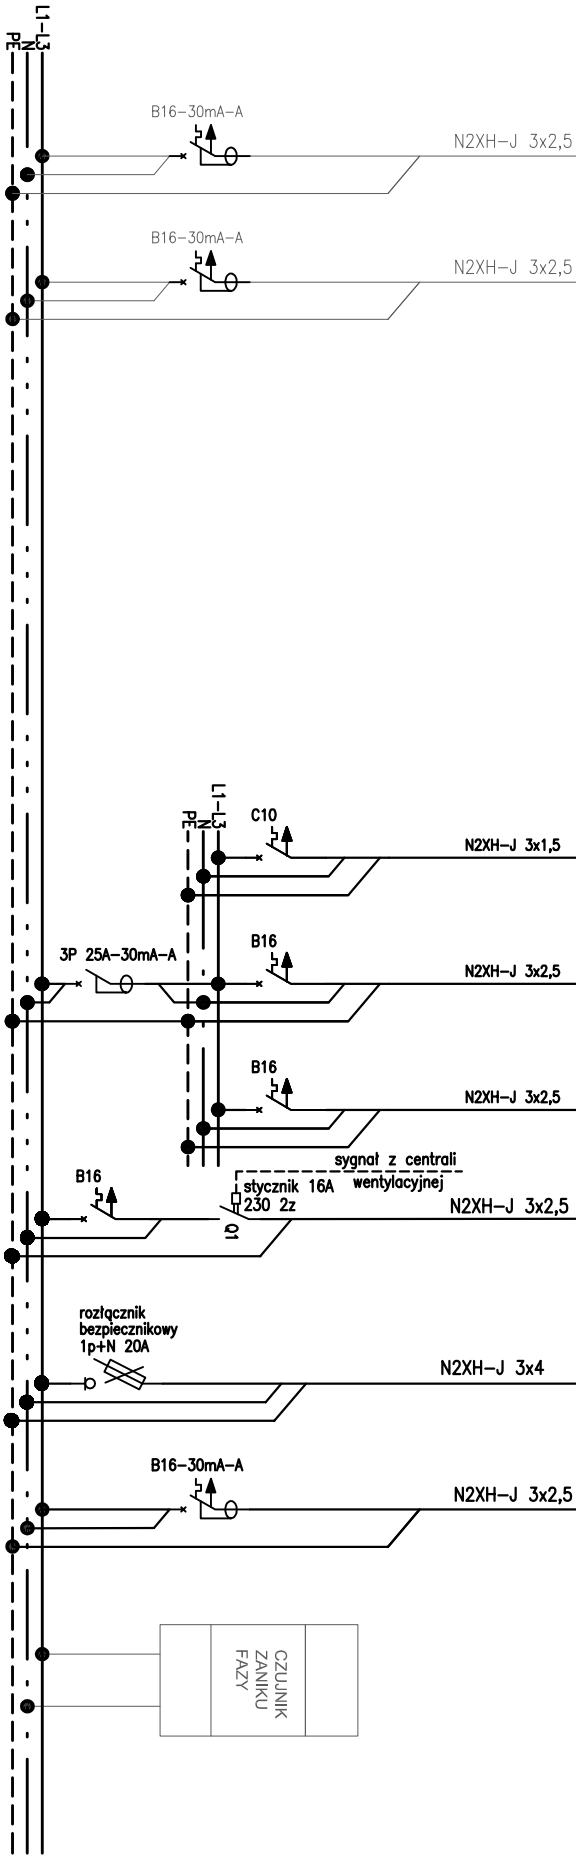 L1-L3
N
PE
B16-30mA-A
N2XH-J 3x2,5
B16-30mA-A
N2XH-J 3x2,5
L1-L3
N
PE
C10
N2XH-J 3x1,5
3P 25A-30mA-A
B16
N2XH-J 3x2,5
B16
N2XH-J 3x2,5
sygnał z centrali
wentylacyjnej
B16
stycznik 16A
230 2z
Q1
N2XH-J 3x2,5
rozłącznik
bezpiecznikowy
1p+N 20A
N2XH-J 3x4
B16-30mA-A
N2XH-J 3x2,5
CZUJNIK
ZANIKU
FAZY